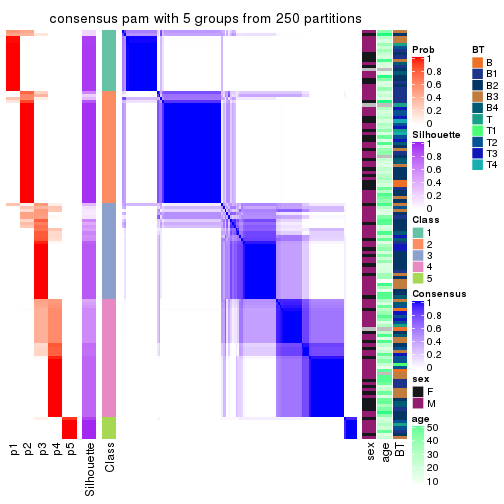 consensus pam with 5 groups from 250 partitions
p1
p2
p3
p4
p5
Silhouette
Class
sex
age
BT
Prob
1
0.8
0.6
0.4
0.2
0
Silhouette
1
0.8
0.6
0.4
0.2
0
Class
1
2
3
4
5
Consensus
1
0.8
0.6
0.4
0.2
0
sex
F
M
age
50
40
30
20
10
BT
B
B1
B2
B3
B4
T
T1
T2
T3
T4